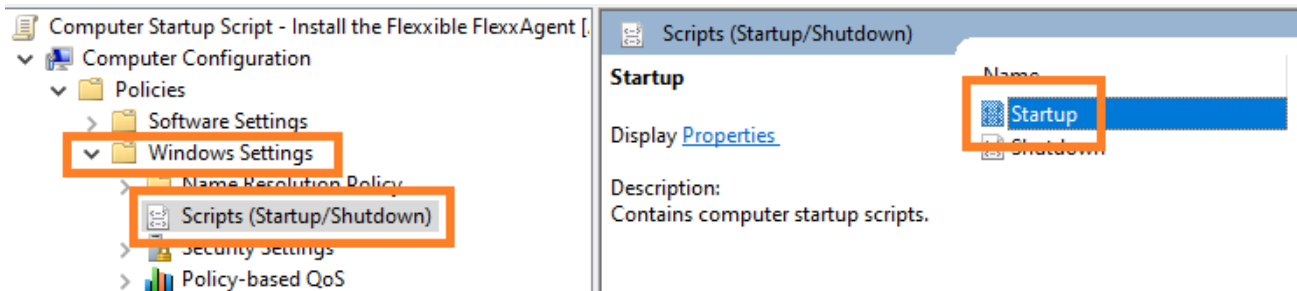 Computer Startup Script - Install the Flexxible FlexxAgent [
Computer Configuration
Policies
Software Settings
Windows Settings
Name Resolution Policy
Scripts (Startup/Shutdown)
Security Settings
Policy-based QoS
Scripts (Startup/Shutdown)
Startup
Display Properties
Description:
Contains computer startup scripts.
Name
Startup
Shutdown